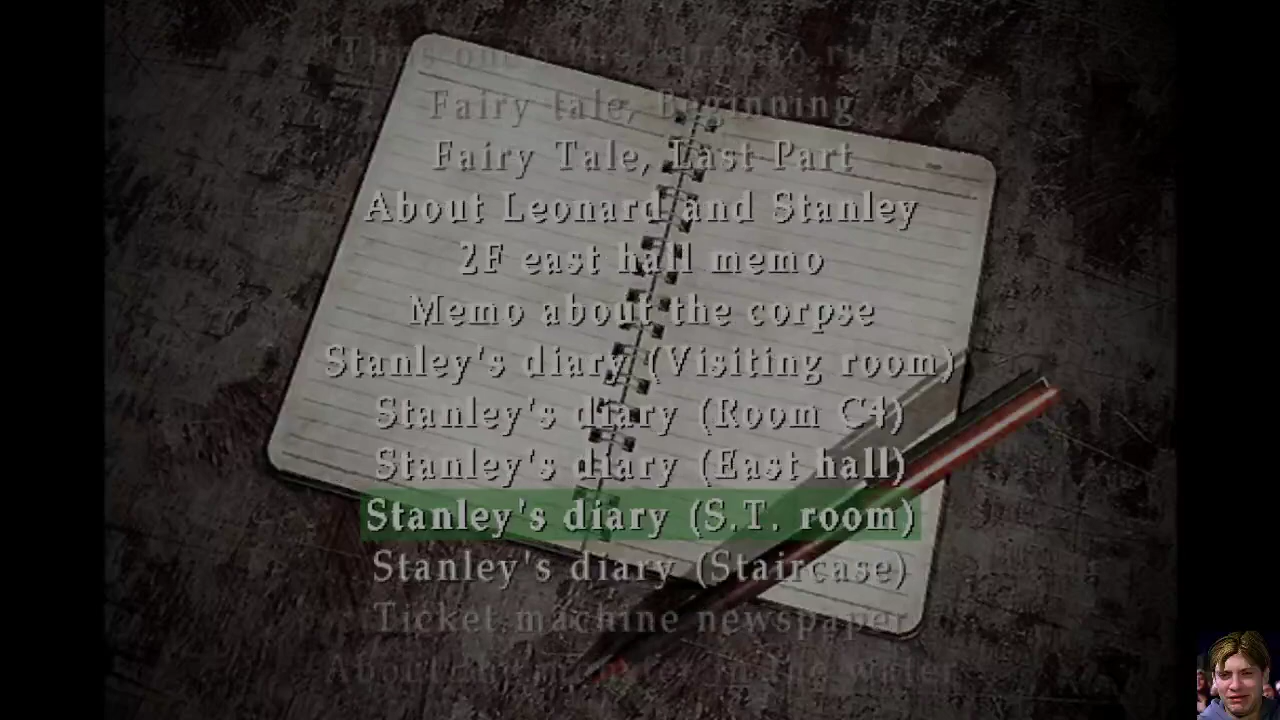 Fairy tale, Beginning
Fairy Tale, Last Part
About Leonard and Stanley
2F east hall memo
Memo about the corpse
Stanley's diary (Visiting room)
Stanley's diary (Room C4)
Stanley's diary (East hall)
Stanley's diary (S.T. room)
Stanley's diary (Staircase)
Ticket machine newspaper